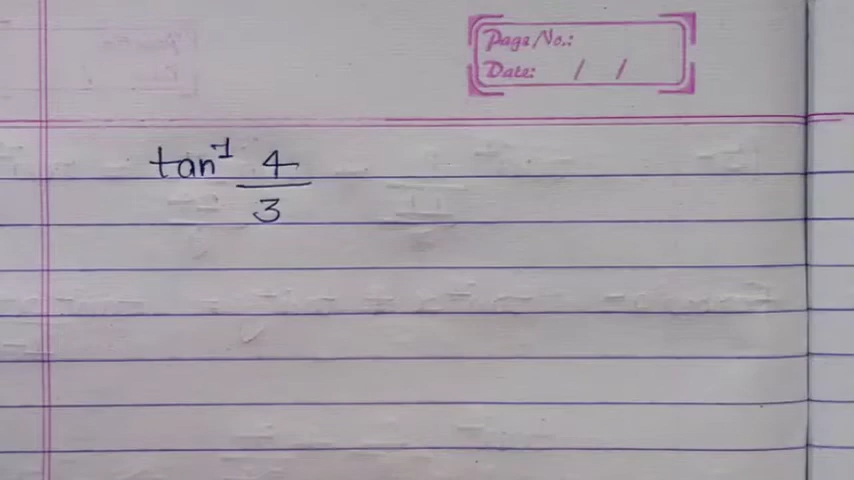 Page No.:
Date: / /
tan⁻¹ 4/3